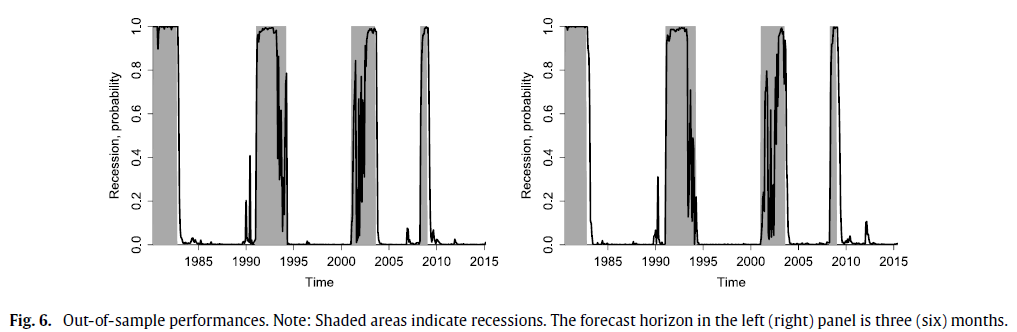 Recession, probability
1.0
0.8
0.6
0.4
0.2
0.0
1985 1990 1995 2000 2005 2010 2015
Time
Recession, probability
1.0
0.8
0.6
0.4
0.2
0.0
1985 1990 1995 2000 2005 2010 2015
Time
Fig. 6. Out-of-sample performances. Note: Shaded areas indicate recessions. The forecast horizon in the left (right) panel is three (six) months.